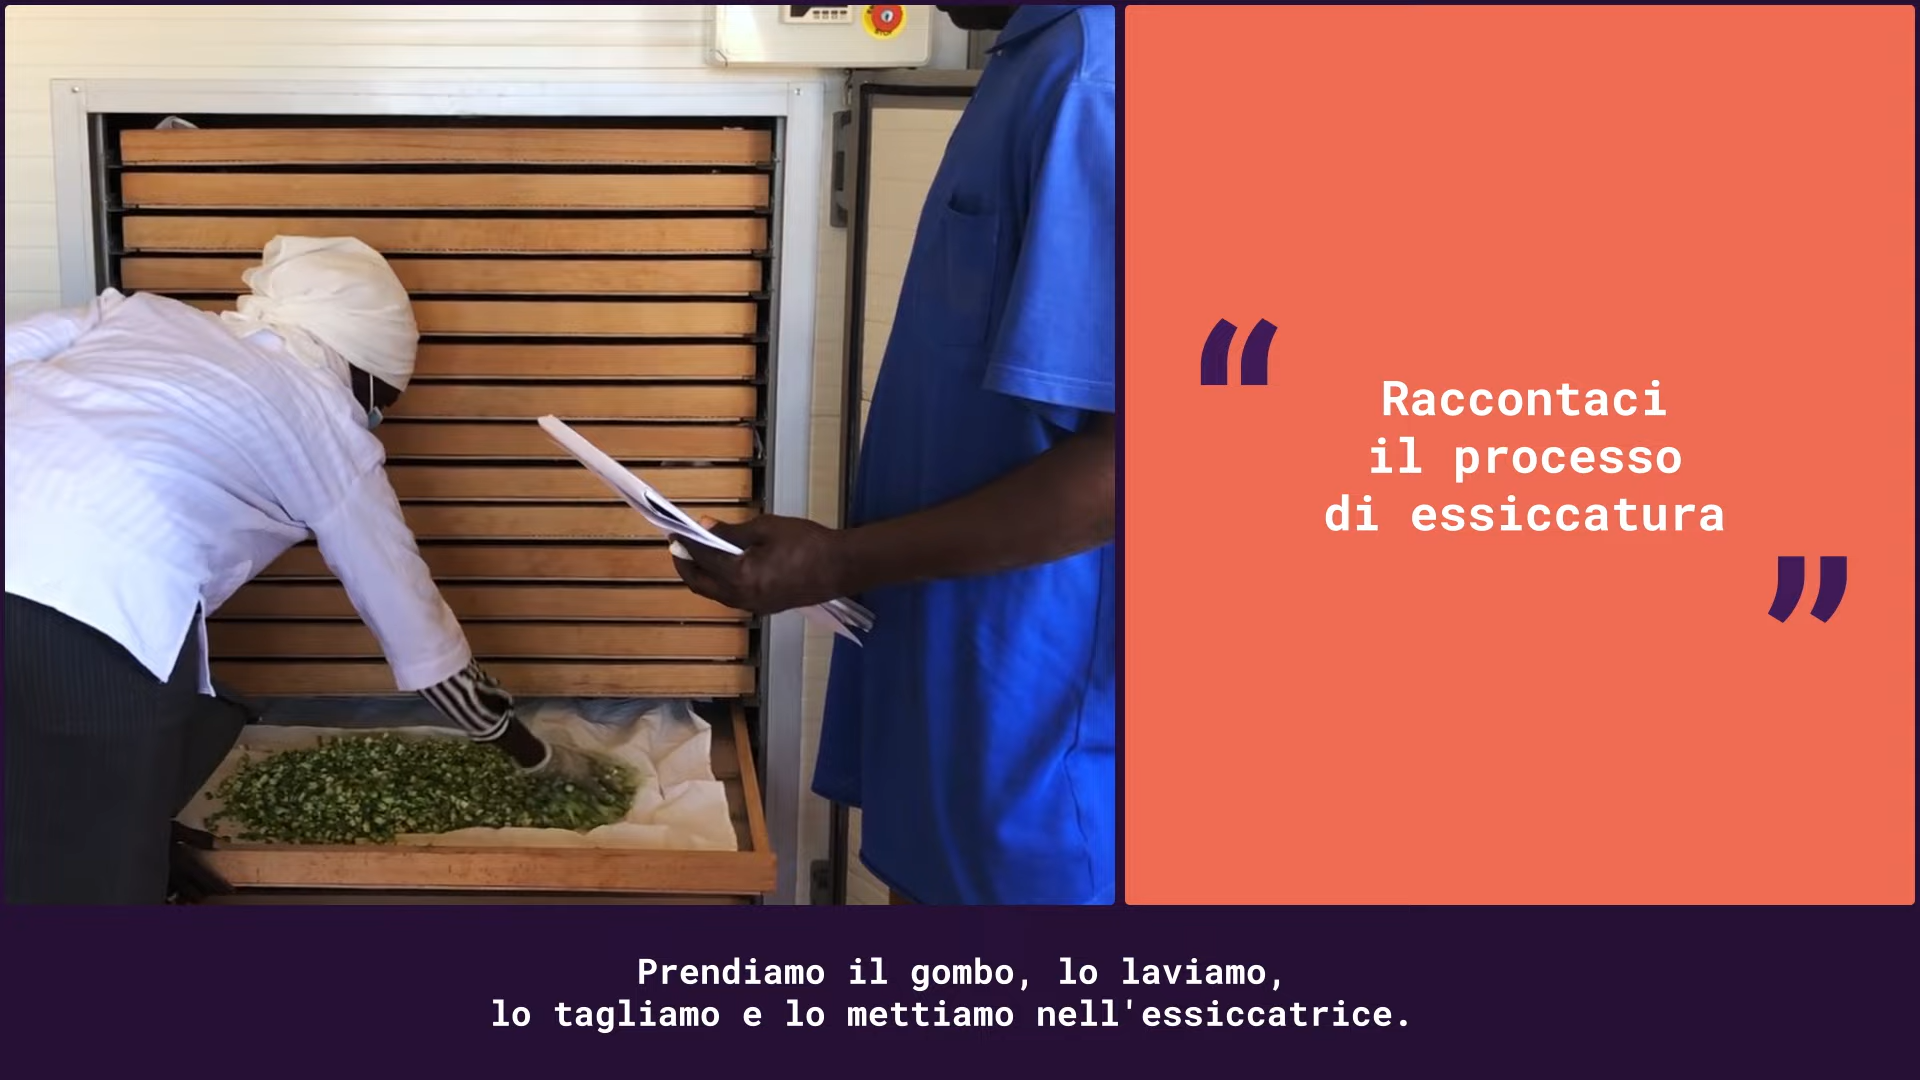 “
Raccontaci
il processo
di essiccatura
”
Prendiamo il gombo, lo laviamo,
lo tagliamo e lo mettiamo nell'essiccatrice.